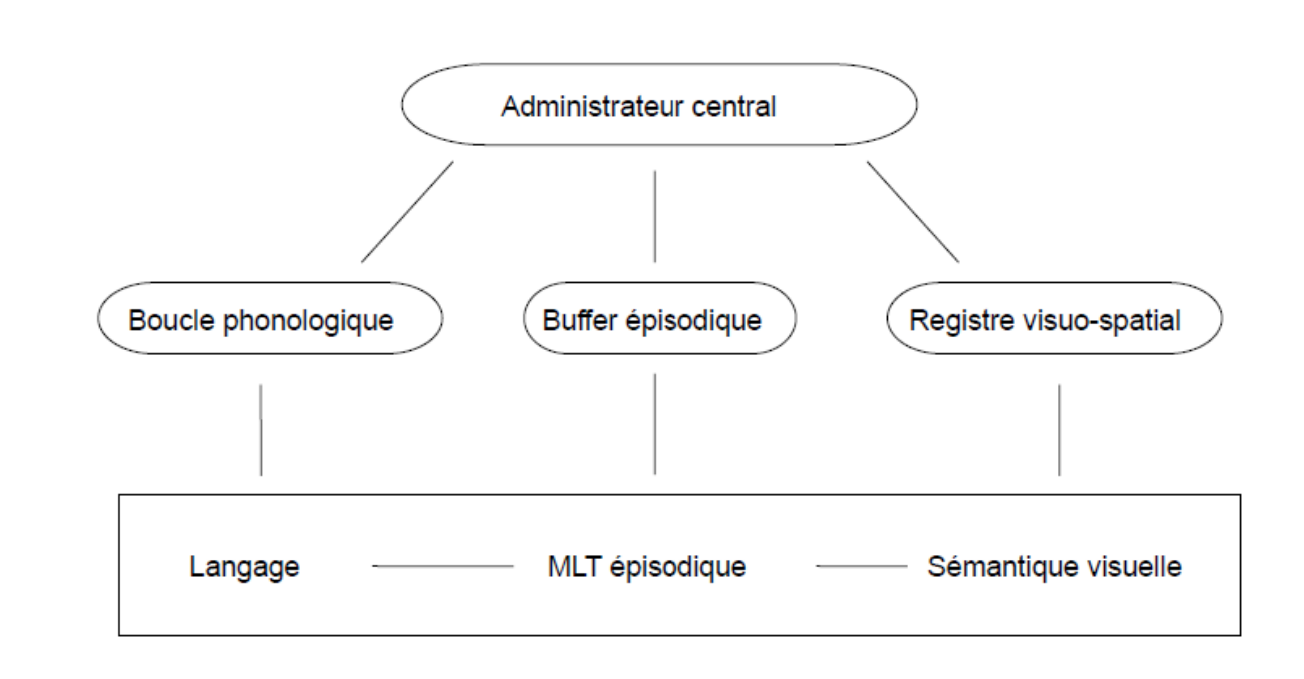 Administrateur central
Boucle phonologique
Buffer épisodique
Registre visuo-spatial
Langage
MLT épisodique
Sémantique visuelle